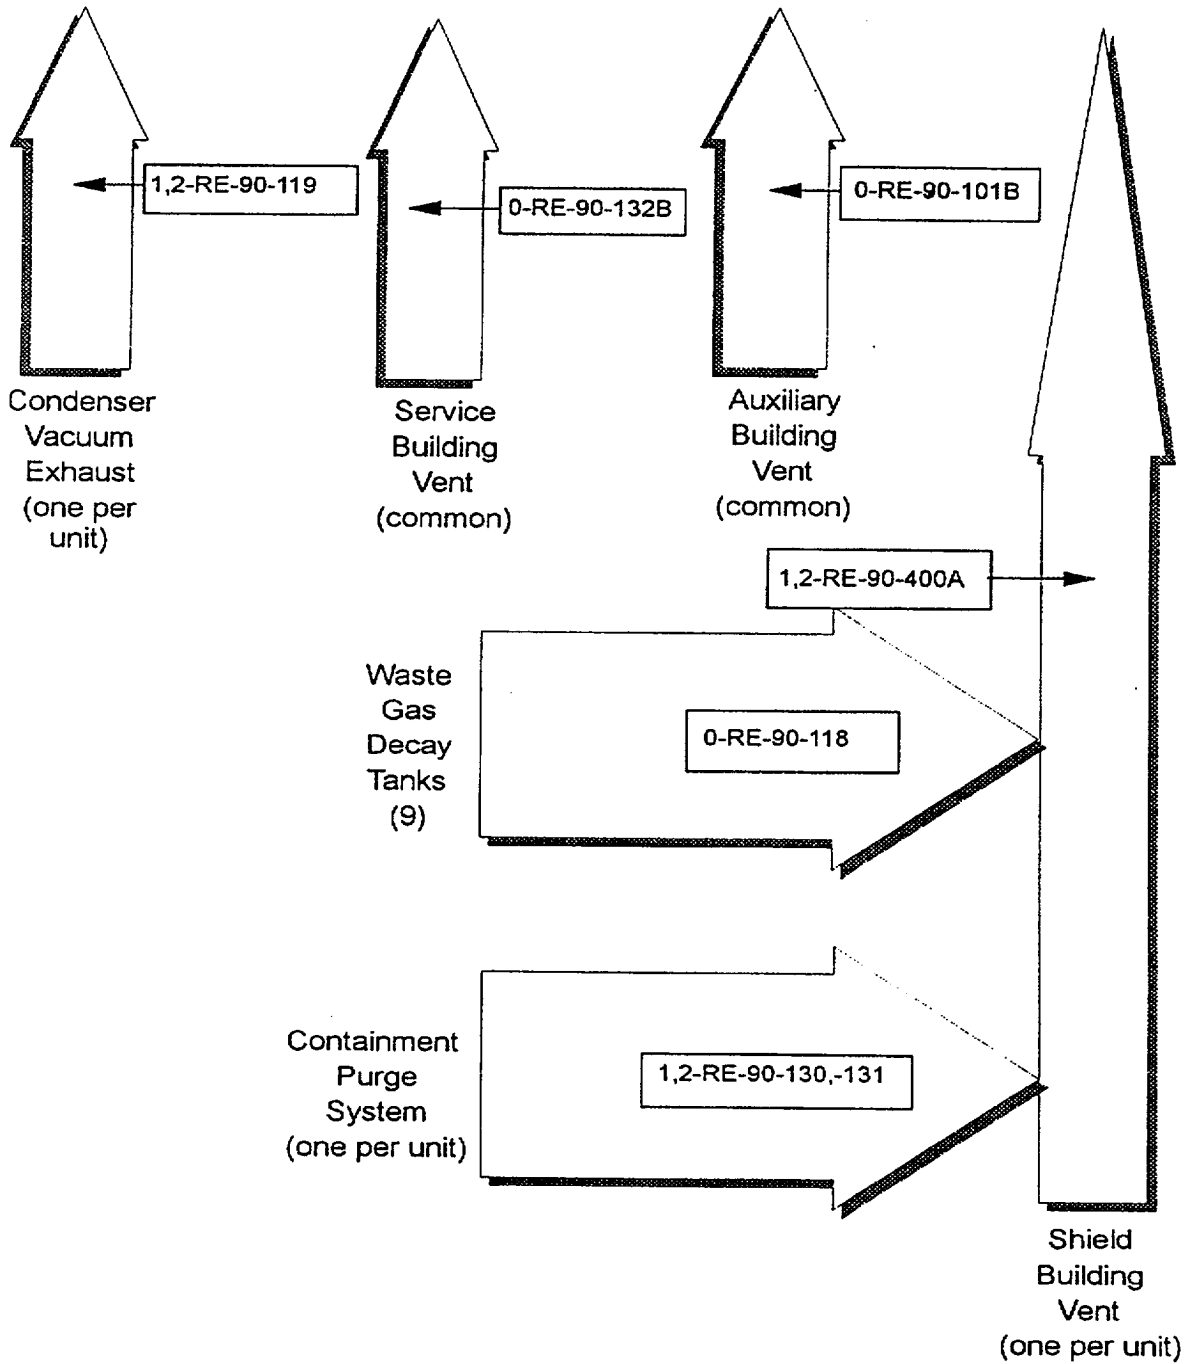 1,2-RE-90-119
0-RE-90-132B
0-RE-90-101B
Condenser
Vacuum
Exhaust
(one per
unit)
Service
Building
Vent
(common)
Auxiliary
Building
Vent
(common)
1,2-RE-90-400A
Waste
Gas
Decay
Tanks
(9)
0-RE-90-118
Containment
Purge
System
(one per unit)
1,2-RE-90-130,-131
Shield
Building
Vent
(one per unit)